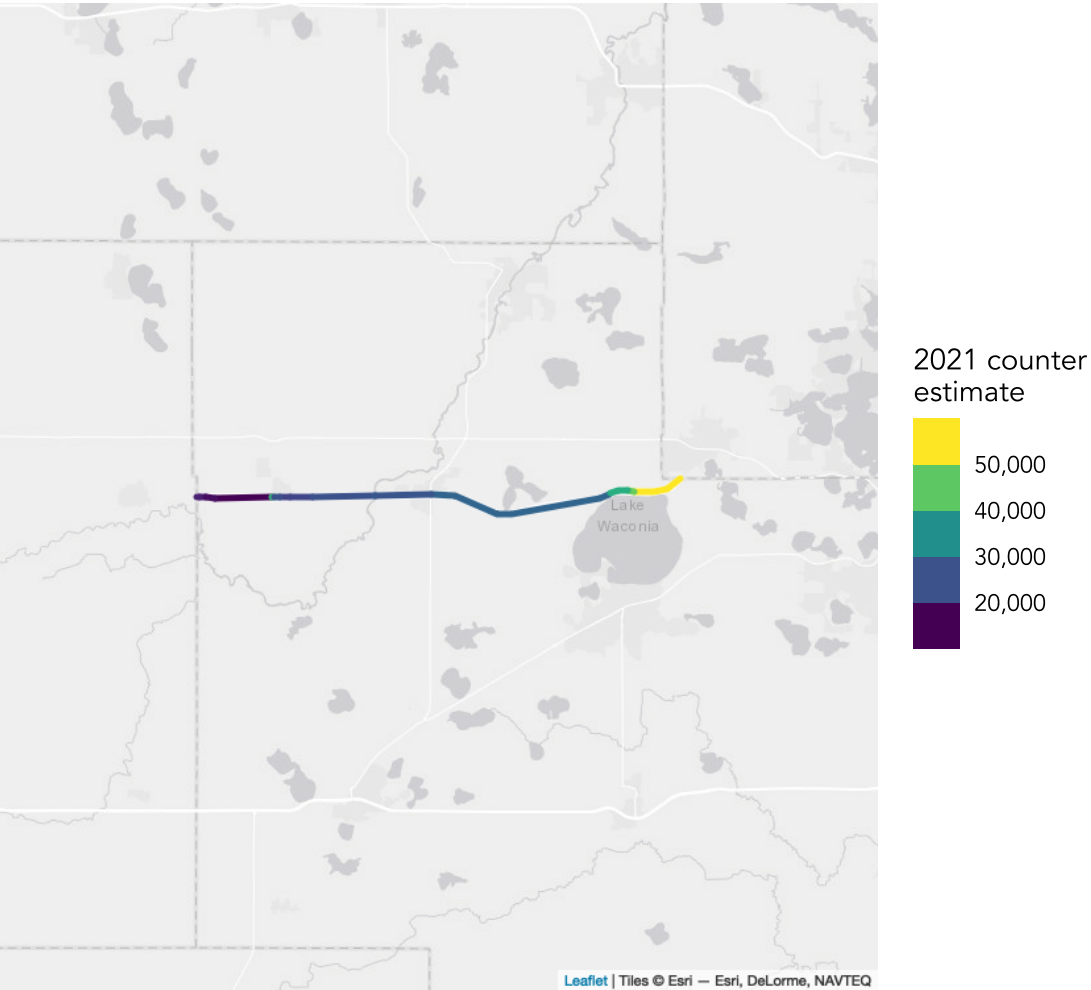 2021 counter
estimate
50,000
40,000
30,000
20,000
Lake
Waconia
Leaflet | Tiles © Esri — Esri, DeLorme, NAVTEQ